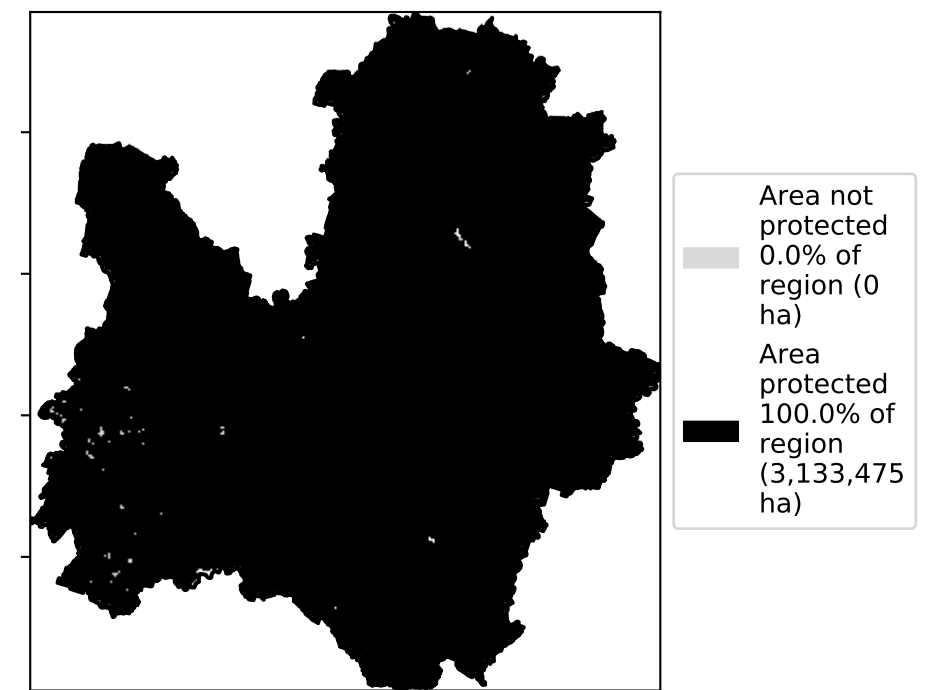 Area not
protected
0.0% of
region (0
ha)
Area
protected
100.0% of
region
(3,133,475
ha)